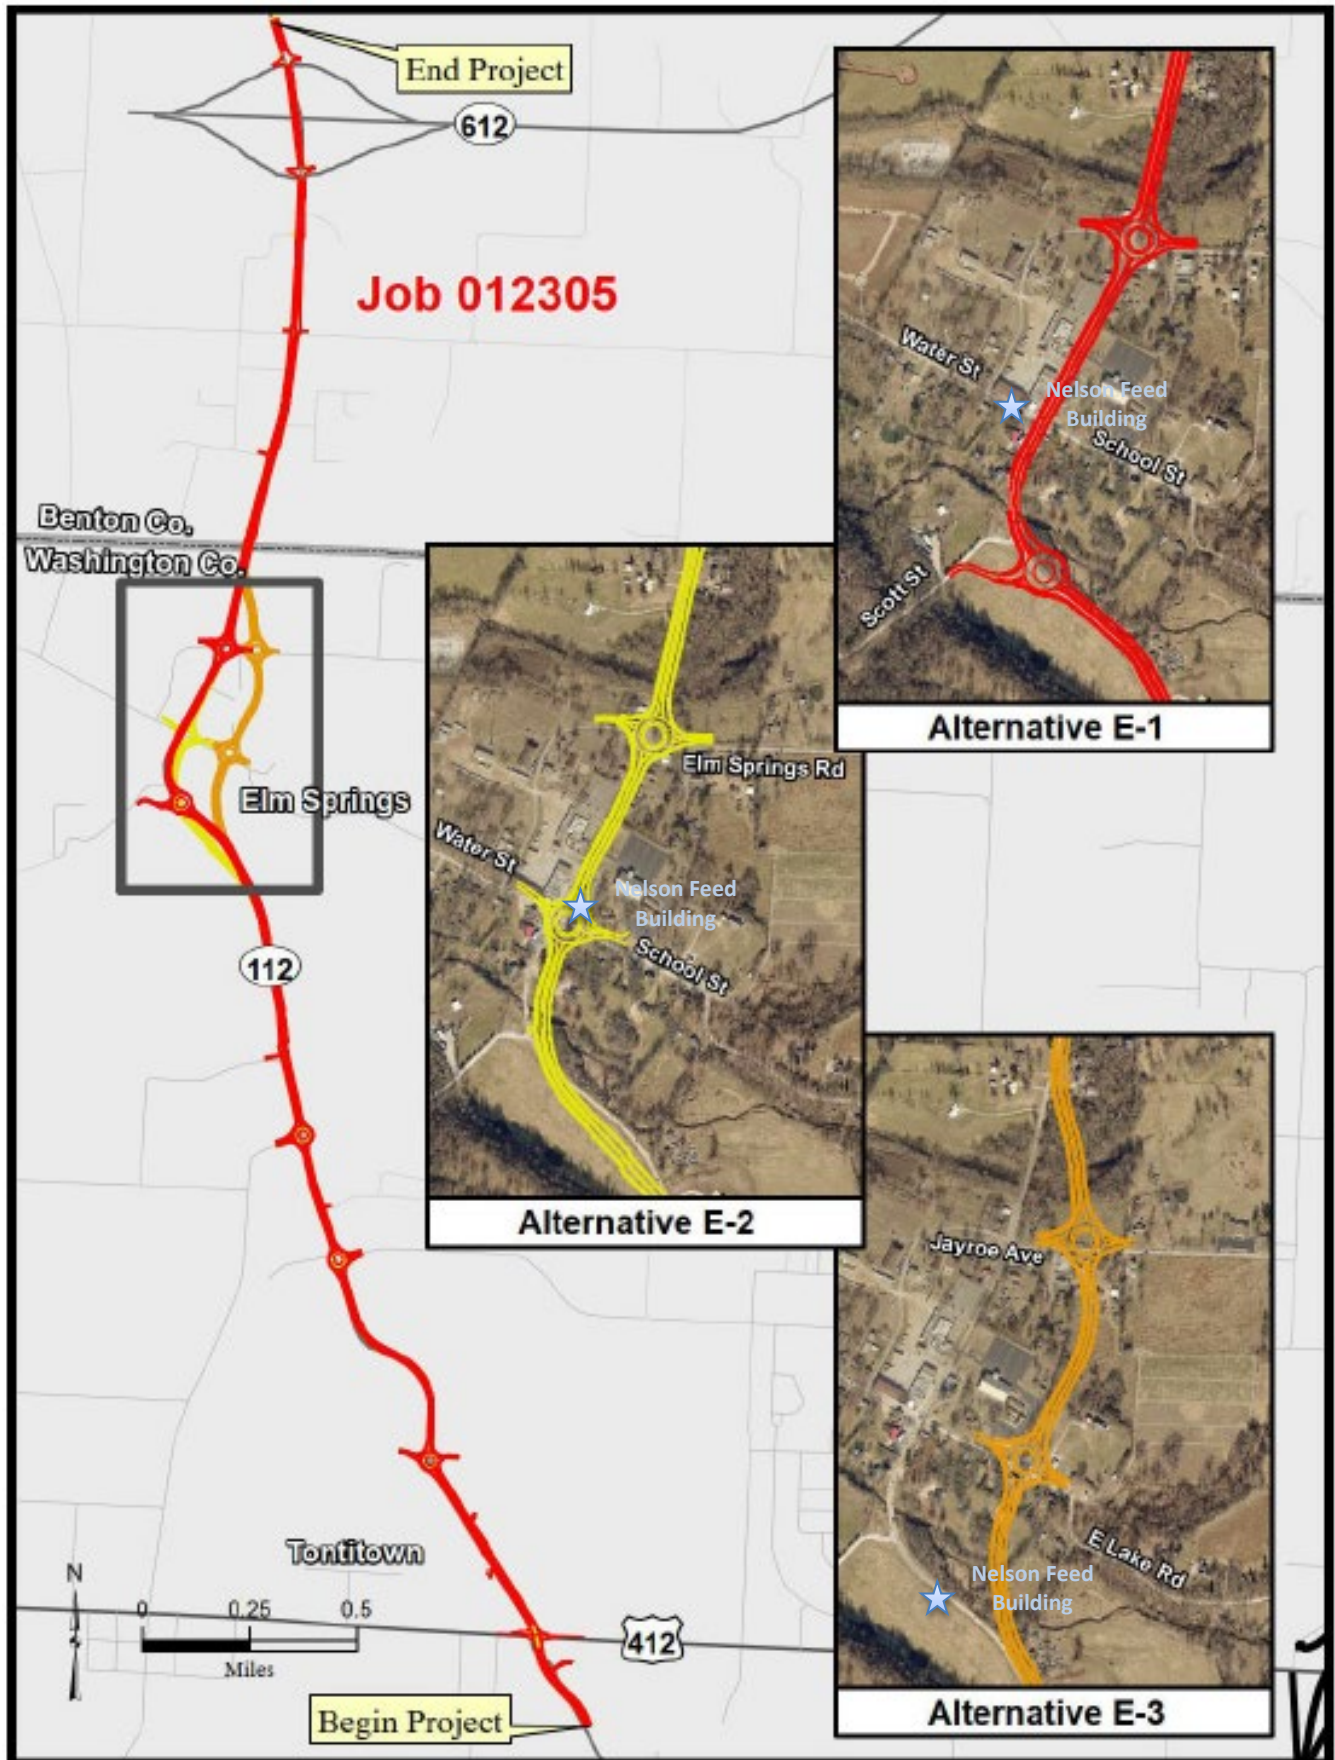 End Project
612
Job 012305
Benton Co.
Washington Co.
Elm Springs
112
Tontitown
N
0 0.25 0.5
Miles
412
Begin Project
Water St
Nelson Feed
Building
School St
Scott St
Alternative E-1
Elm Springs Rd
Water St
Nelson Feed
Building
School St
Alternative E-2
Jayroe Ave
E Lake Rd
Nelson Feed
Building
Alternative E-3